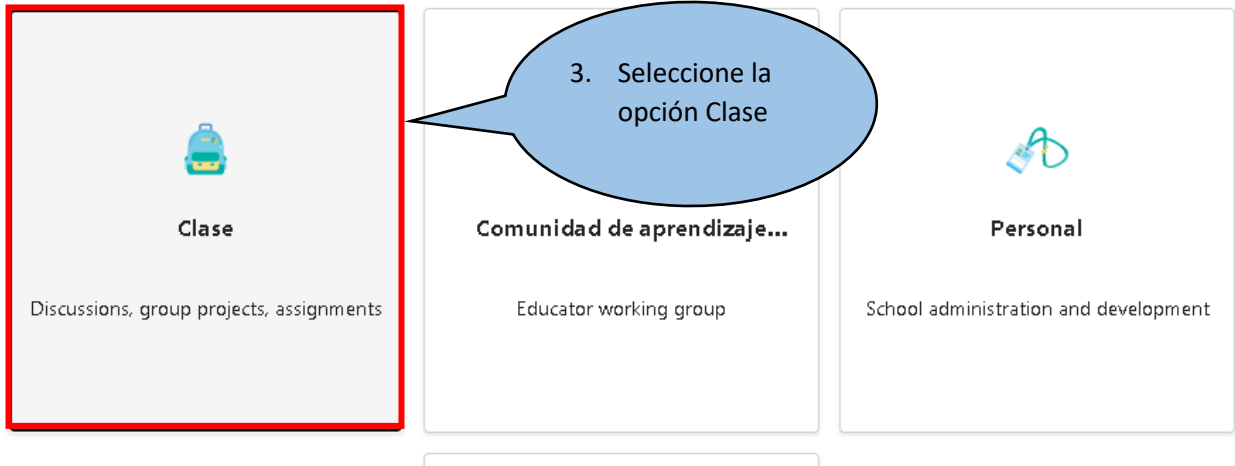 3. Seleccione la
opción Clase
Clase
Comunidad de aprendizaje...
Personal
Discussions, group projects, assignments
Educator working group
School administration and development